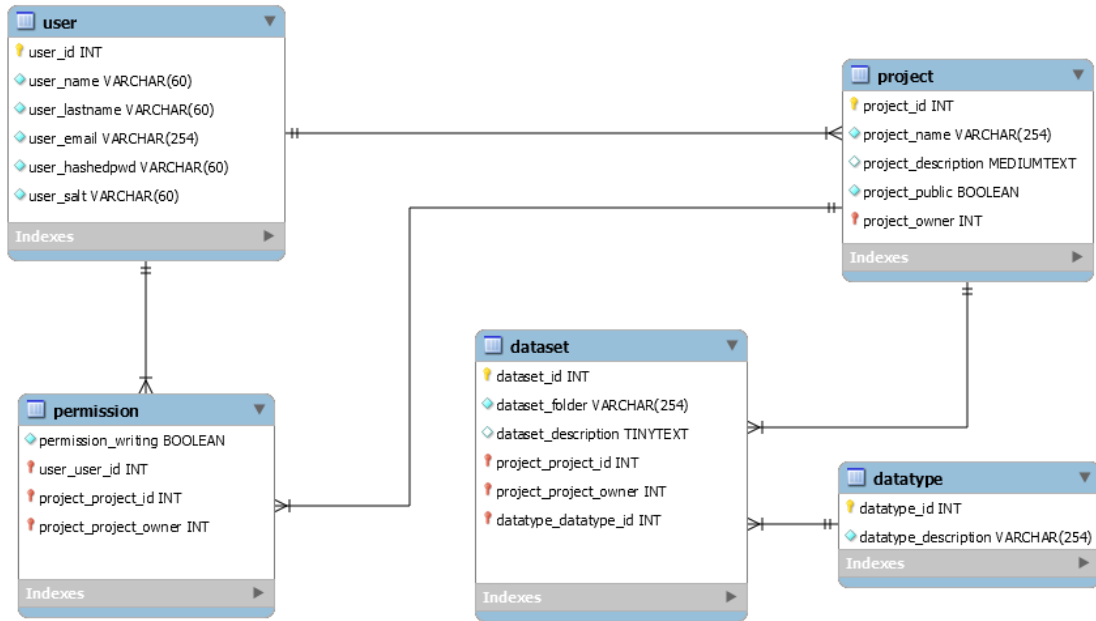 user
user_id INT
user_name VARCHAR(60)
user_lastname VARCHAR(60)
user_email VARCHAR(254)
user_hashedpwd VARCHAR(60)
user_salt VARCHAR(60)
Indexes
project
project_id INT
project_name VARCHAR(254)
project_description MEDIUMTEXT
project_public BOOLEAN
project_owner INT
Indexes
permission
permission_writing BOOLEAN
user_user_id INT
project_project_id INT
project_project_owner INT
Indexes
dataset
dataset_id INT
dataset_folder VARCHAR(254)
dataset_description TINYTEXT
project_project_id INT
project_project_owner INT
datatype_datatype_id INT
Indexes
datatype
datatype_id INT
datatype_description VARCHAR(254)
Indexes